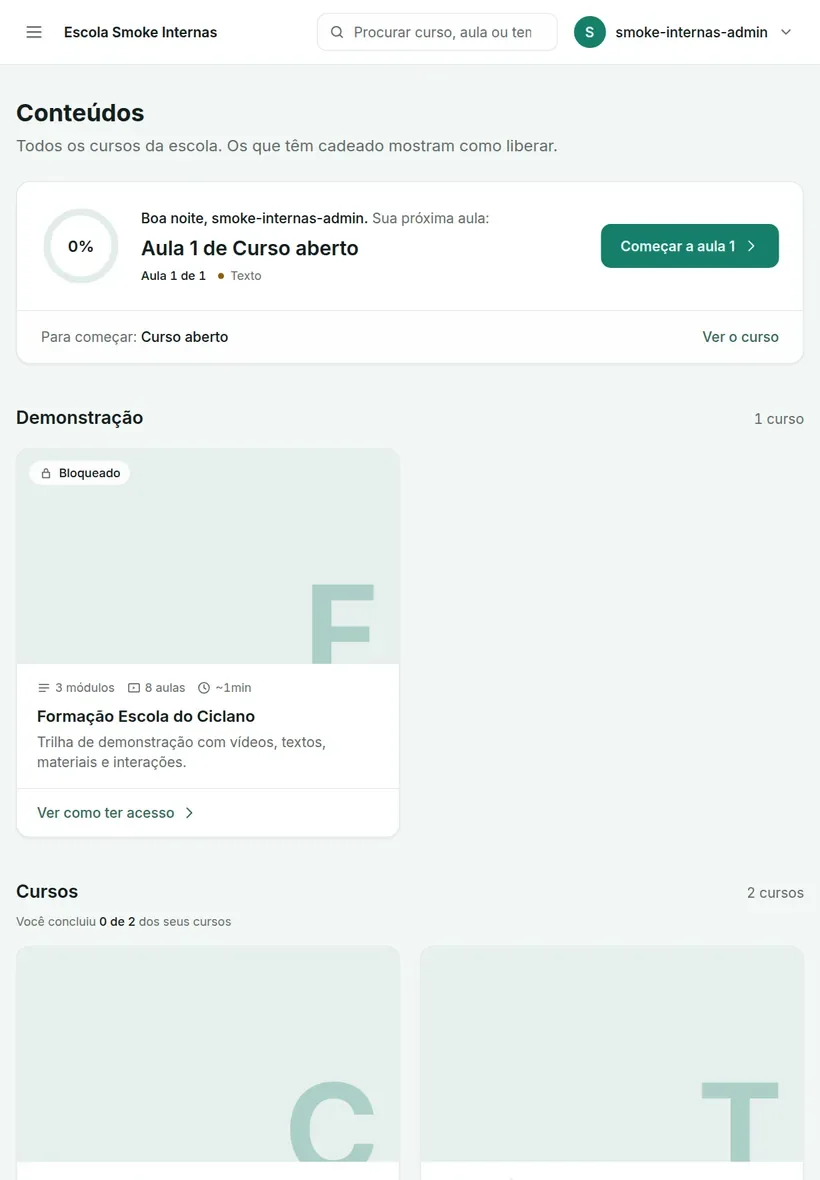 Escola Smoke Internas
Procurar curso, aula ou ten
S
smoke-internas-admin
Conteúdos
Todos os cursos da escola. Os que têm cadeado mostram como liberar.
0%
Boa noite, smoke-internas-admin. Sua próxima aula:
Aula 1 de Curso aberto
Aula 1 de 1 • Texto
Começar a aula 1
Para começar: Curso aberto
Ver o curso
Demonstração
1 curso
Bloqueado
F
3 módulos 8 aulas ~1min
Formação Escola do Ciclano
Trilha de demonstração com vídeos, textos,
materiais e interações.
Ver como ter acesso
Cursos
2 cursos
Você concluiu 0 de 2 dos seus cursos
C
T